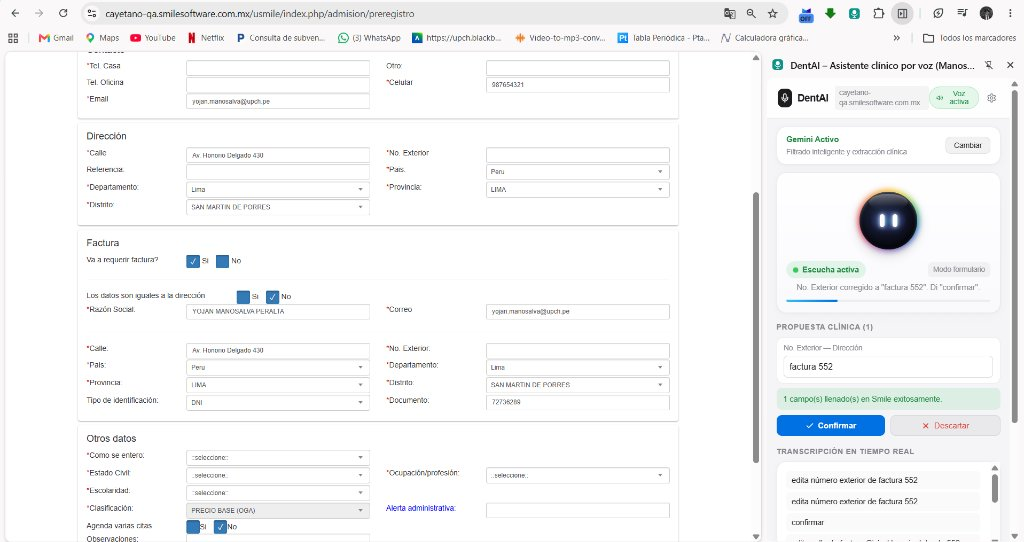 cayetano-qa.smilesoftware.com.mx/usmile/index.php/admision/preregistro
OFF
Gmail
Maps
YouTube
Netflix
Consulta de subven...
(3) WhatsApp
https://upch.blackb...
Video-to-mp3-conv...
Tabla Periódica - Pta...
Calculadora gráfica...
»
Todos los marcadores
Contacto
*Tel. Casa
Otro:
Tel. Oficina
*Celular
987654321
*Email
yojan.manosalva@upch.pe
Dirección
*Calle
Av. Honorio Delgado 430
*No. Exterior
Referencia:
*Pais:
Peru
*Departamento:
Lima
*Provincia:
LIMA
*Distrito:
SAN MARTIN DE PORRES
Factura
Va a requerir factura?
Si
No
Los datos son iguales a la dirección
Si
No
*Razón Social:
YOJAN MANOSALVA PERALTA
*Correo
yojan.manosalva@upch.pe
*Calle:
Av. Honorio Delgado 430
*No. Exterior:
*Pais:
Peru
*Departamento:
Lima
*Provincia
LIMA
*Distrito:
SAN MARTIN DE PORRES
Tipo de identificación:
DNI
*Documento:
72736289
Otros datos
*Como se entero:
::seleccione::
*Estado Civil:
::seleccione::
*Ocupación/profesión:
::seleccione::
*Escolaridad:
::seleccione::
*Clasificación:
PRECIO BASE (OGA)
Alerta administrativa:
Agenda varias citas
Si
No
Observaciones:
DentAI – Asistente clínico por voz (Manos...
DentAI
cayetano-
qa.smilesoftware.com.mx
Voz
activa
Gemini Activo
Filtrado inteligente y extracción clínica
Cambiar
Escucha activa
Modo formulario
No. Exterior corregido a "factura 552". Di "confirmar".
PROPUESTA CLÍNICA (1)
No. Exterior — Dirección
factura 552
1 campo(s) llenado(s) en Smile exitosamente.
Confirmar
Descartar
TRANSCRIPCIÓN EN TIEMPO REAL
edita número exterior de factura 552
edita número exterior de factura 552
confirmar